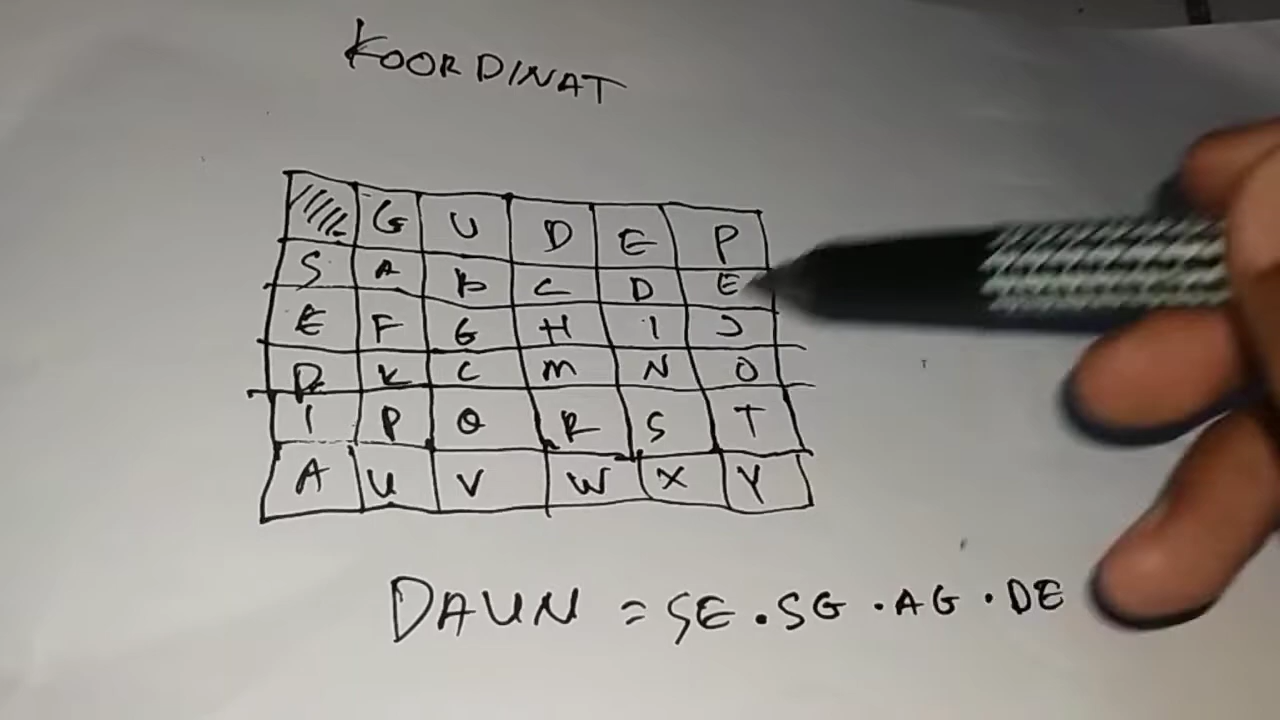 KOORDINAT
G U D E P
S A B C D E
E F G H I J
D K L M N O
I P Q R S T
A U V W X Y
DAUN = SE . SG . AG . DE